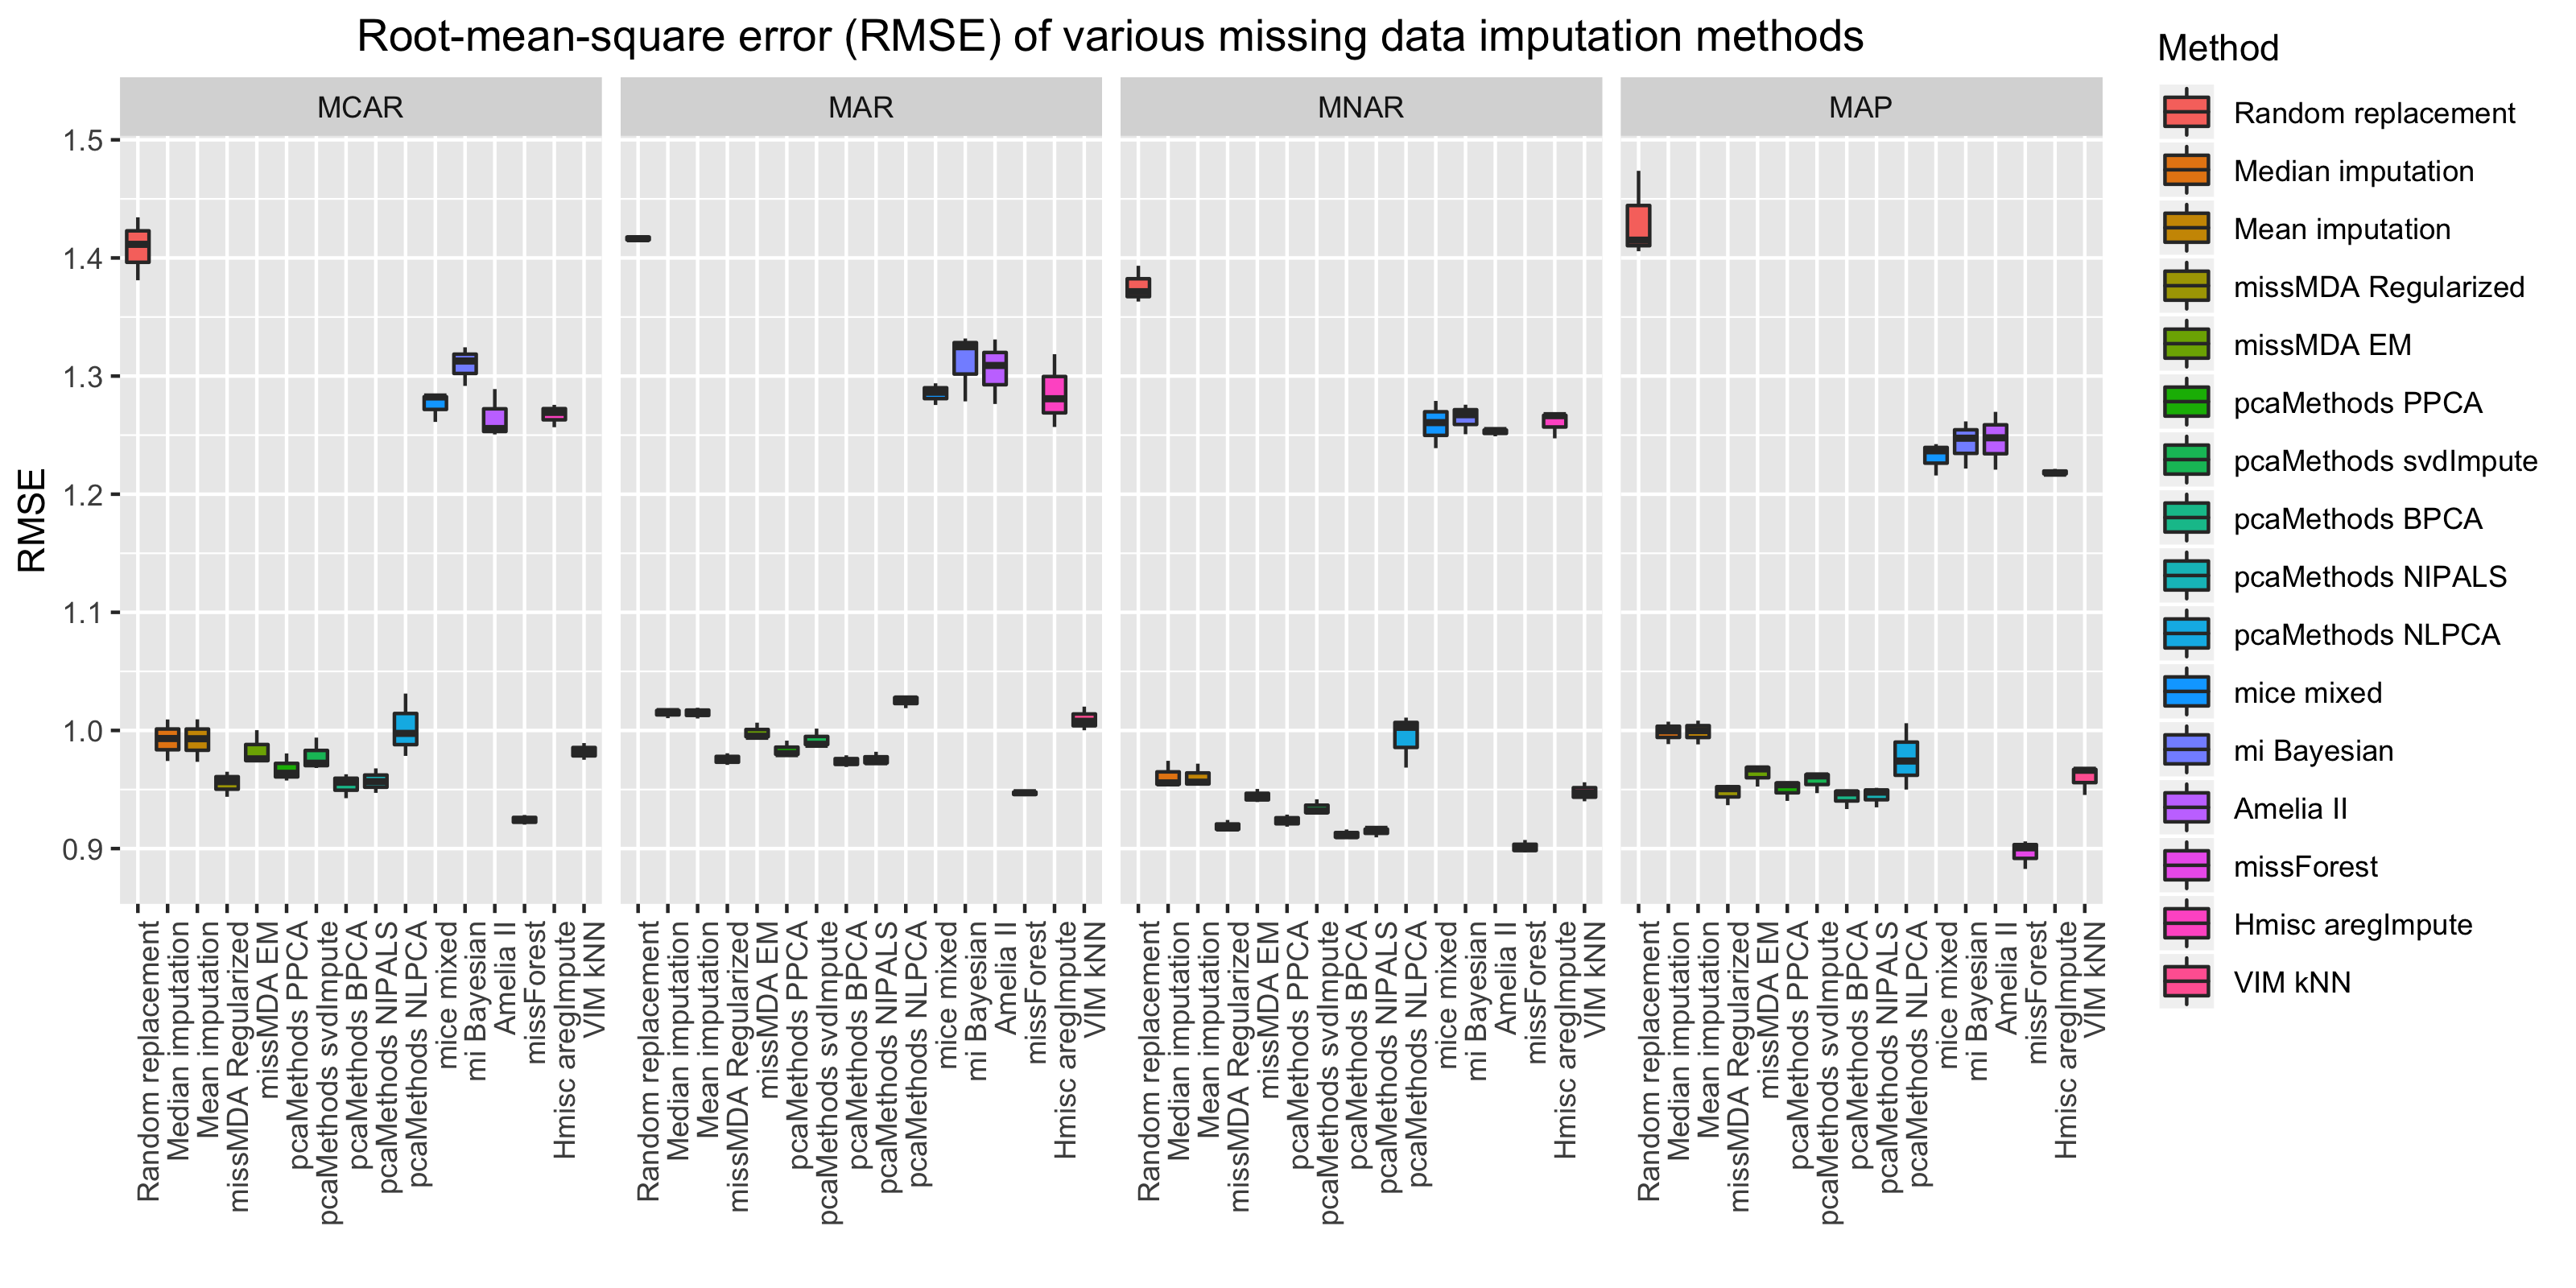 Root-mean-square error (RMSE) of various missing data imputation methods
MCAR
MAR
MNAR
MAP
RMSE
1.5
1.4
1.3
1.2
1.1
1.0
0.9
Random replacement
Median imputation
Mean imputation
missMDA Regularized
missMDA EM
pcaMethods PPCA
pcaMethods svdImpute
pcaMethods BPCA
pcaMethods NIPALS
pcaMethods NLPCA
mice mixed
mi Bayesian
Amelia II
missForest
Hmisc aregImpute
VIM kNN
Random replacement
Median imputation
Mean imputation
missMDA Regularized
missMDA EM
pcaMethods PPCA
pcaMethods svdImpute
pcaMethods BPCA
pcaMethods NIPALS
pcaMethods NLPCA
mice mixed
mi Bayesian
Amelia II
missForest
Hmisc aregImpute
VIM kNN
Random replacement
Median imputation
Mean imputation
missMDA Regularized
missMDA EM
pcaMethods PPCA
pcaMethods svdImpute
pcaMethods BPCA
pcaMethods NIPALS
pcaMethods NLPCA
mice mixed
mi Bayesian
Amelia II
missForest
Hmisc aregImpute
VIM kNN
Random replacement
Median imputation
Mean imputation
missMDA Regularized
missMDA EM
pcaMethods PPCA
pcaMethods svdImpute
pcaMethods BPCA
pcaMethods NIPALS
pcaMethods NLPCA
mice mixed
mi Bayesian
Amelia II
missForest
Hmisc aregImpute
VIM kNN
Method
Random replacement
Median imputation
Mean imputation
missMDA Regularized
missMDA EM
pcaMethods PPCA
pcaMethods svdImpute
pcaMethods BPCA
pcaMethods NIPALS
pcaMethods NLPCA
mice mixed
mi Bayesian
Amelia II
missForest
Hmisc aregImpute
VIM kNN